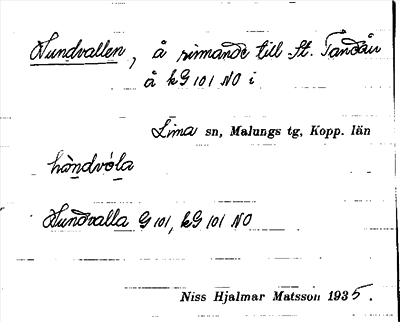 Hundvallen, å rinnande till St. Tandån
å kG 101 NO i
Lima sn, Malungs tg, Kopp. län
hàndvóla
Hundvalla G 101, kG 101 NO
Niss Hjalmar Matsson 1935.